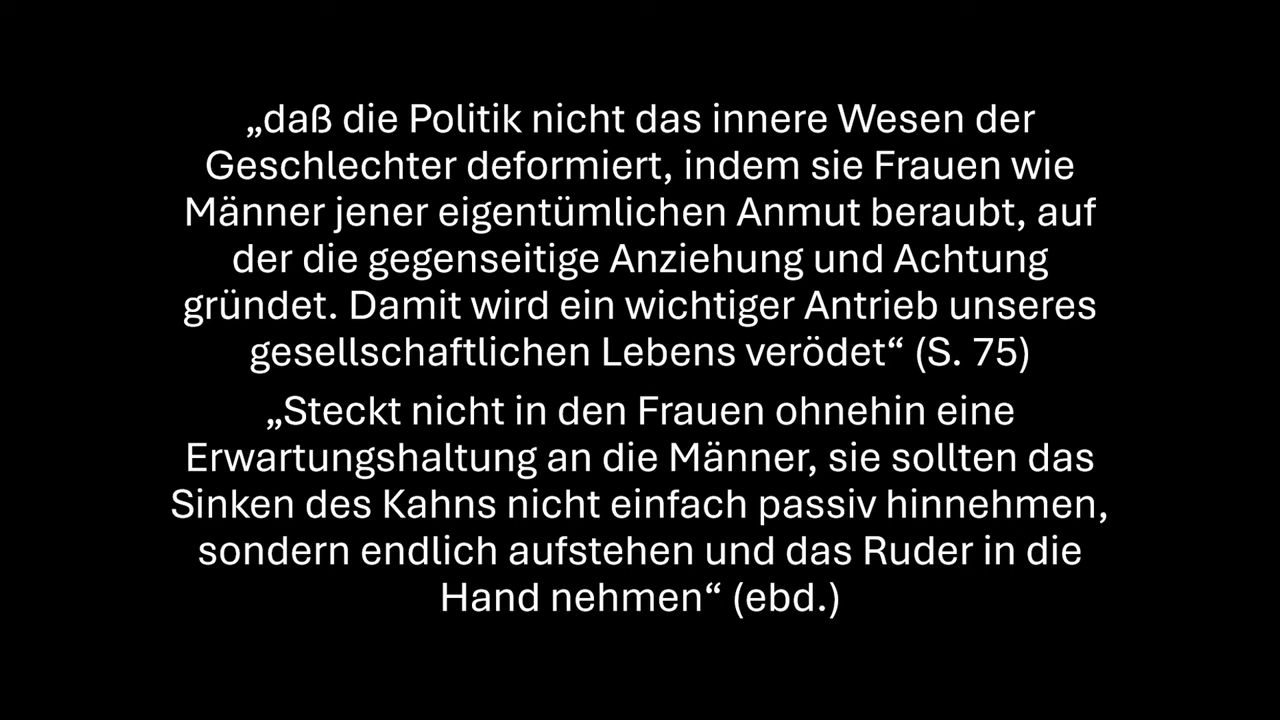 „daß die Politik nicht das innere Wesen der
Geschlechter deformiert, indem sie Frauen wie
Männer jener eigentümlichen Anmut beraubt, auf
der die gegenseitige Anziehung und Achtung
gründet. Damit wird ein wichtiger Antrieb unseres
gesellschaftlichen Lebens verödet“ (S. 75)
„Steckt nicht in den Frauen ohnehin eine
Erwartungshaltung an die Männer, sie sollten das
Sinken des Kahns nicht einfach passiv hinnehmen,
sondern endlich aufstehen und das Ruder in die
Hand nehmen“ (ebd.)